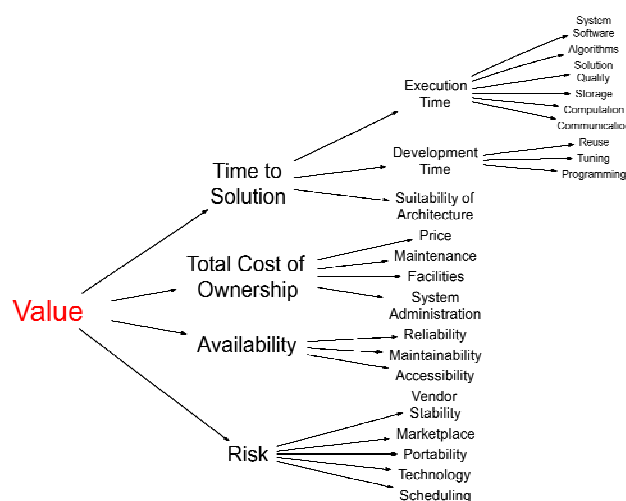 System
Software
Algorithms
Solution
Quality
Storage
Computation
Communicatio
Execution
Time
Reuse
Tuning
Programming
Development
Time
Suitability of
Architecture
Time to
Solution
Price
Maintenance
Facilities
System
Administration
Total Cost of
Ownership
Value
Reliability
Maintainability
Accessibility
Availability
Vendor
Stability
Marketplace
Portability
Technology
Scheduling
Risk